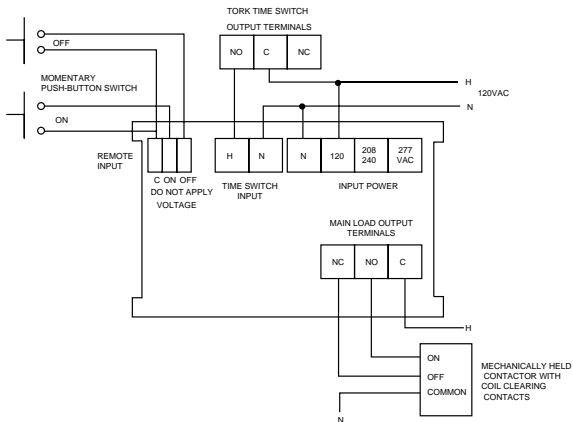 TORK TIME SWITCH
OUTPUT TERMINALS
NO C NC
OFF
MOMENTARY
PUSH-BUTTON SWITCH
ON
H
120VAC
N
REMOTE
INPUT
C ON OFF
DO NOT APPLY
VOLTAGE
H N
TIME SWITCH
INPUT
N 120 208
240 277
VAC
INPUT POWER
MAIN LOAD OUTPUT
TERMINALS
NC NO C
H
ON
OFF
COMMON
N
MECHANICALLY HELD
CONTACTOR WITH
COIL CLEARING
CONTACTS